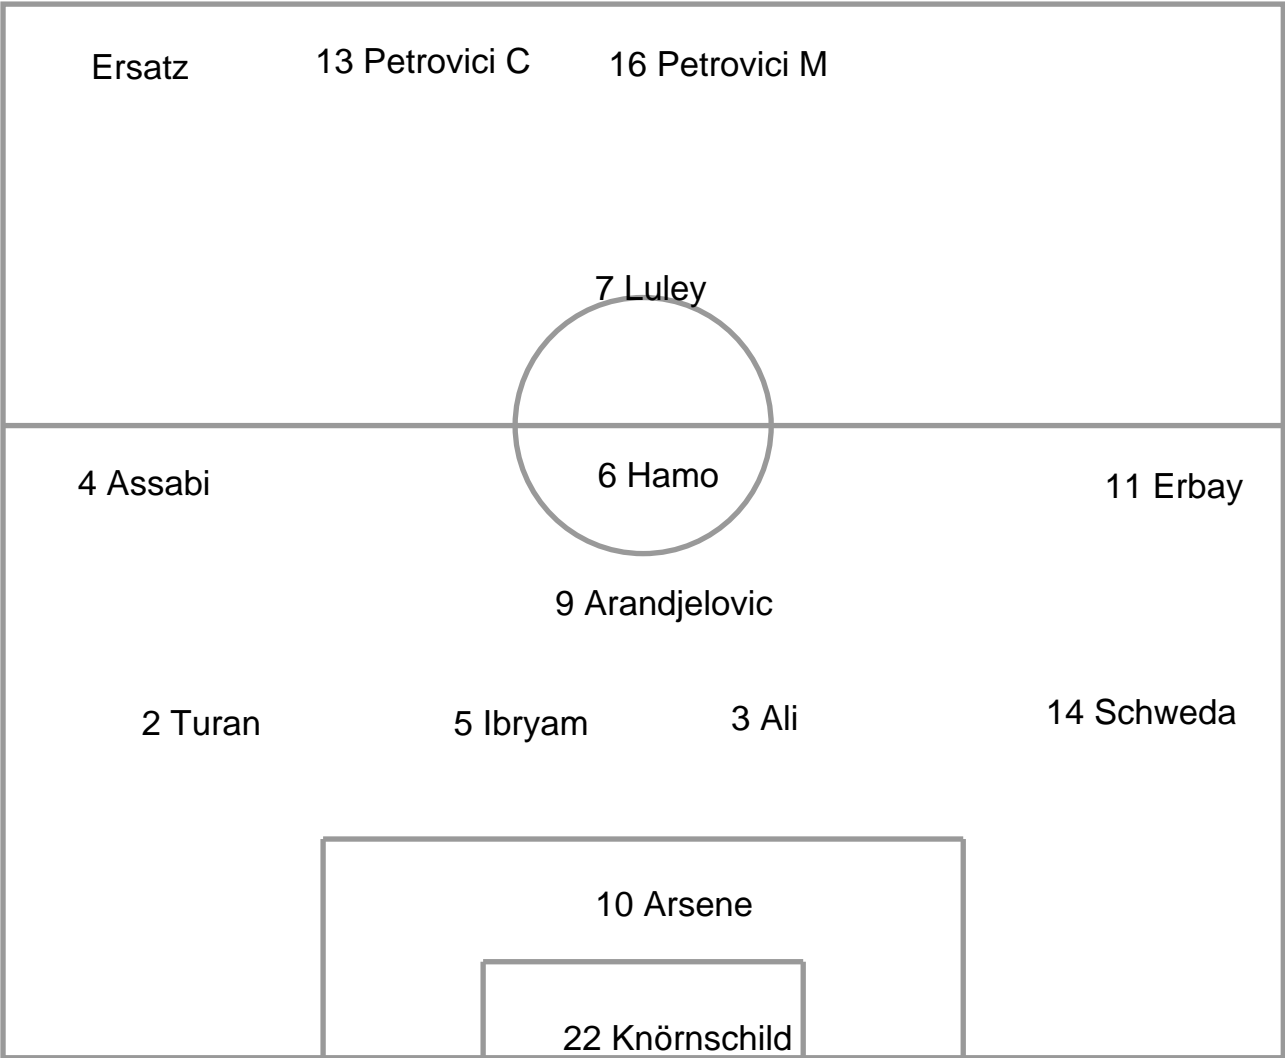 Ersatz 13 Petrovici C 16 Petrovici M
7 Luley
4 Assabi 6 Hamo 11 Erbay
9 Arandjelovic
2 Turan 5 Ibryam 3 Ali 14 Schweda
10 Arsene
22 Knörnschild